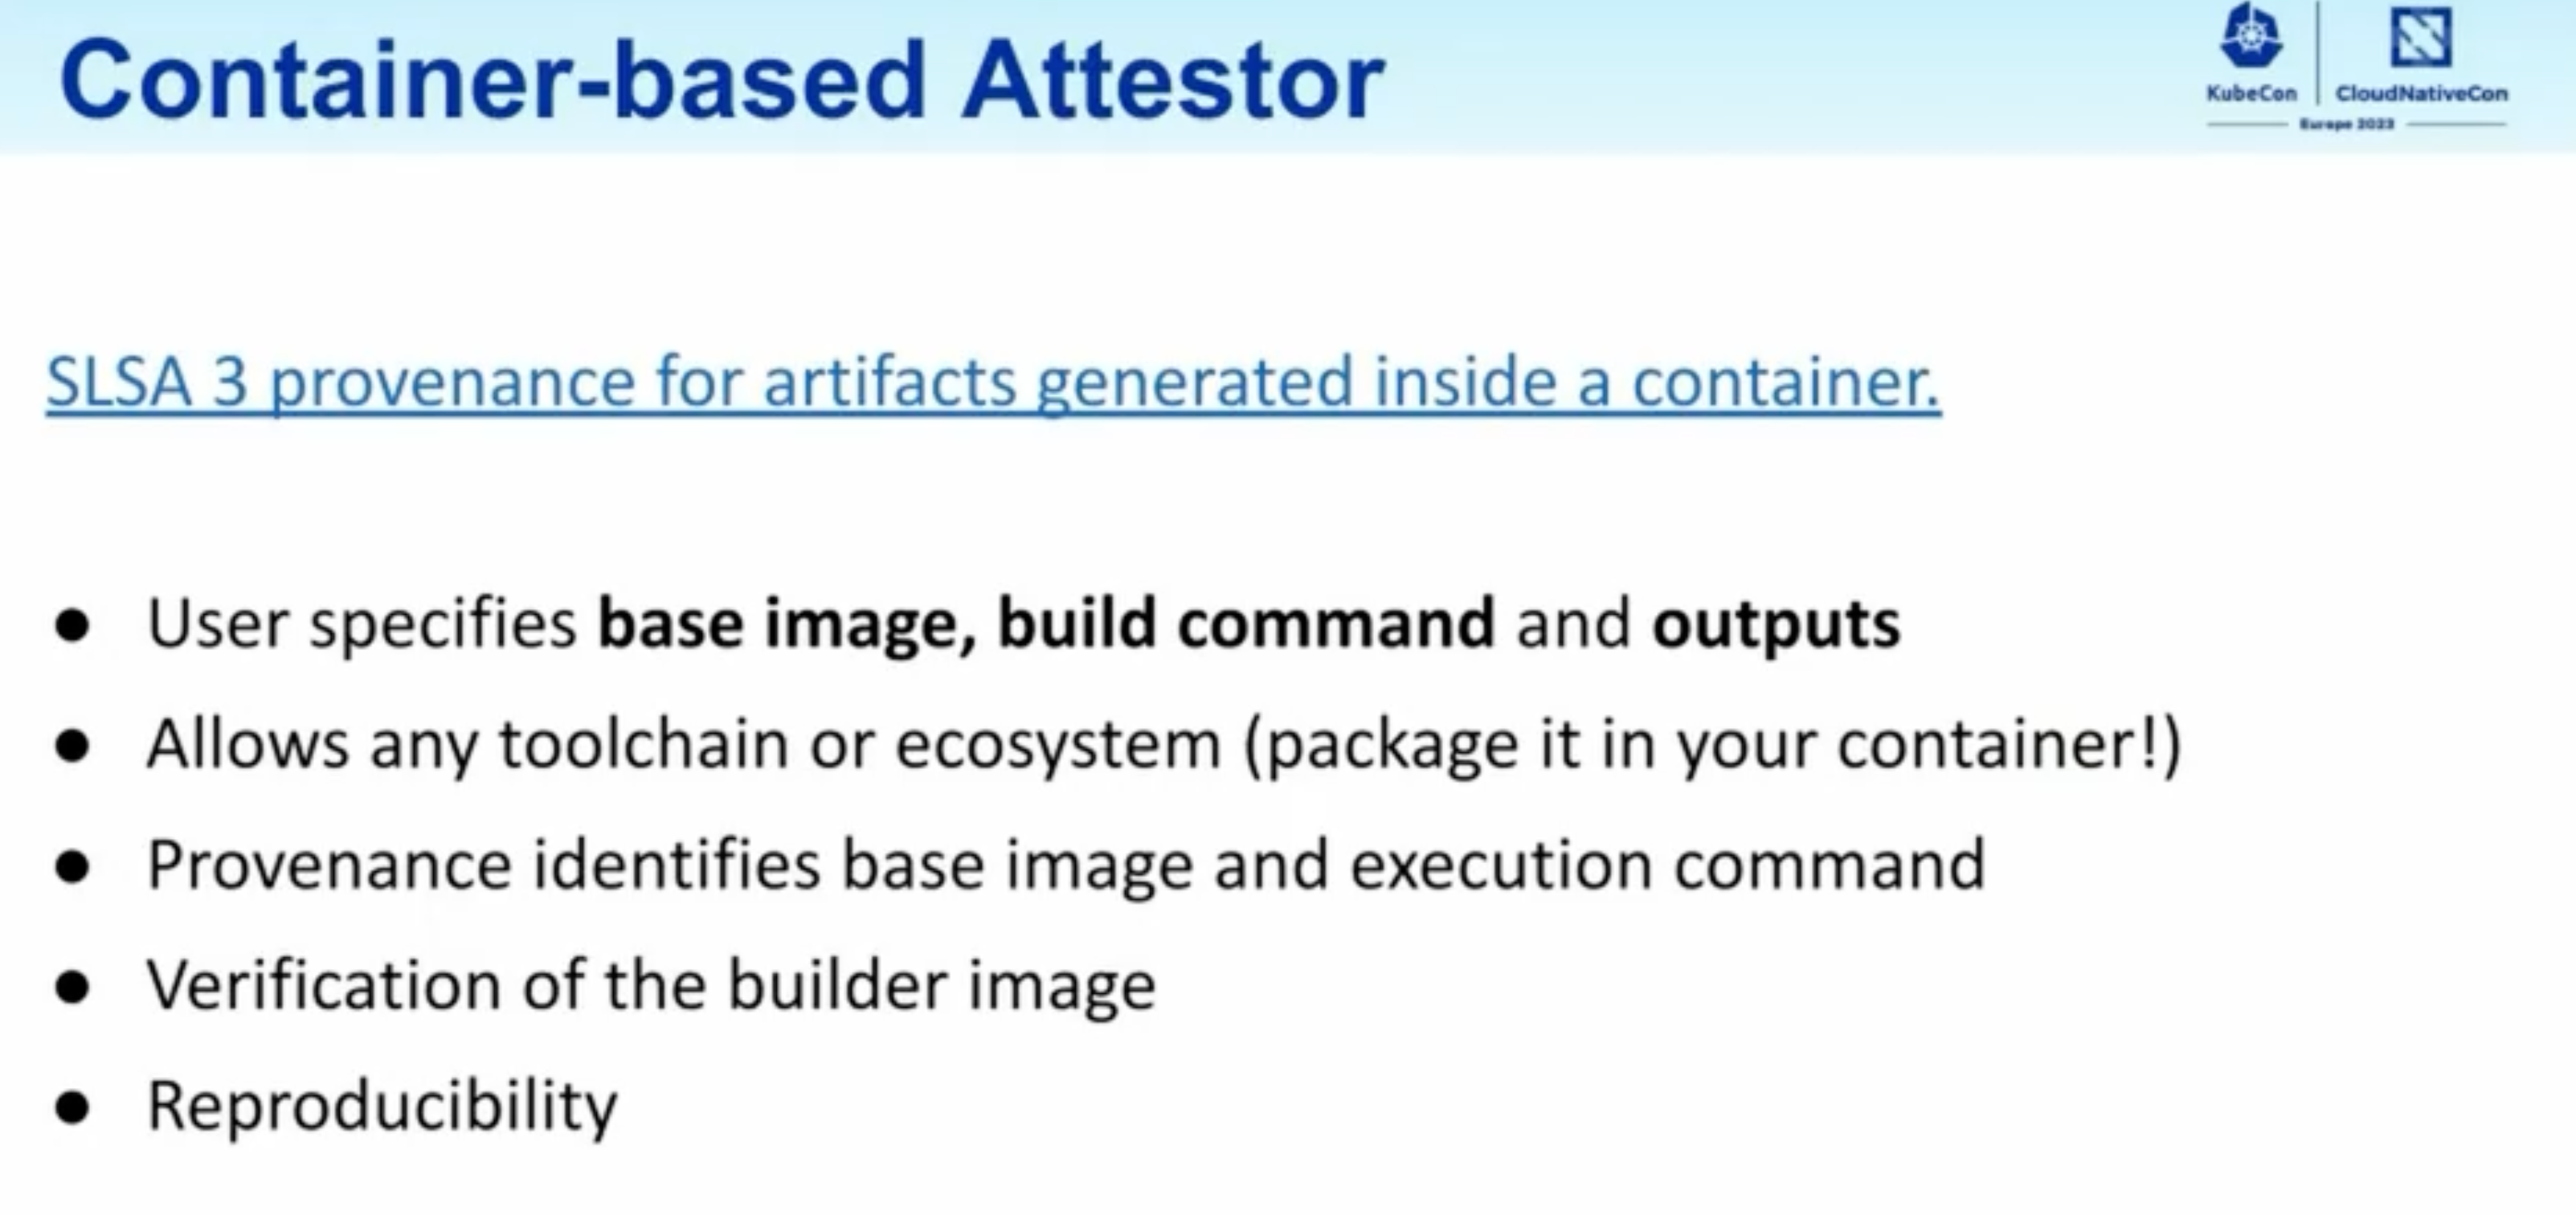 Container-based Attestor
KubeCon
CloudNativeCon
Europe 2023
SLSA 3 provenance for artifacts generated inside a container.
● User specifies base image, build command and outputs
● Allows any toolchain or ecosystem (package it in your container!)
● Provenance identifies base image and execution command
● Verification of the builder image
● Reproducibility